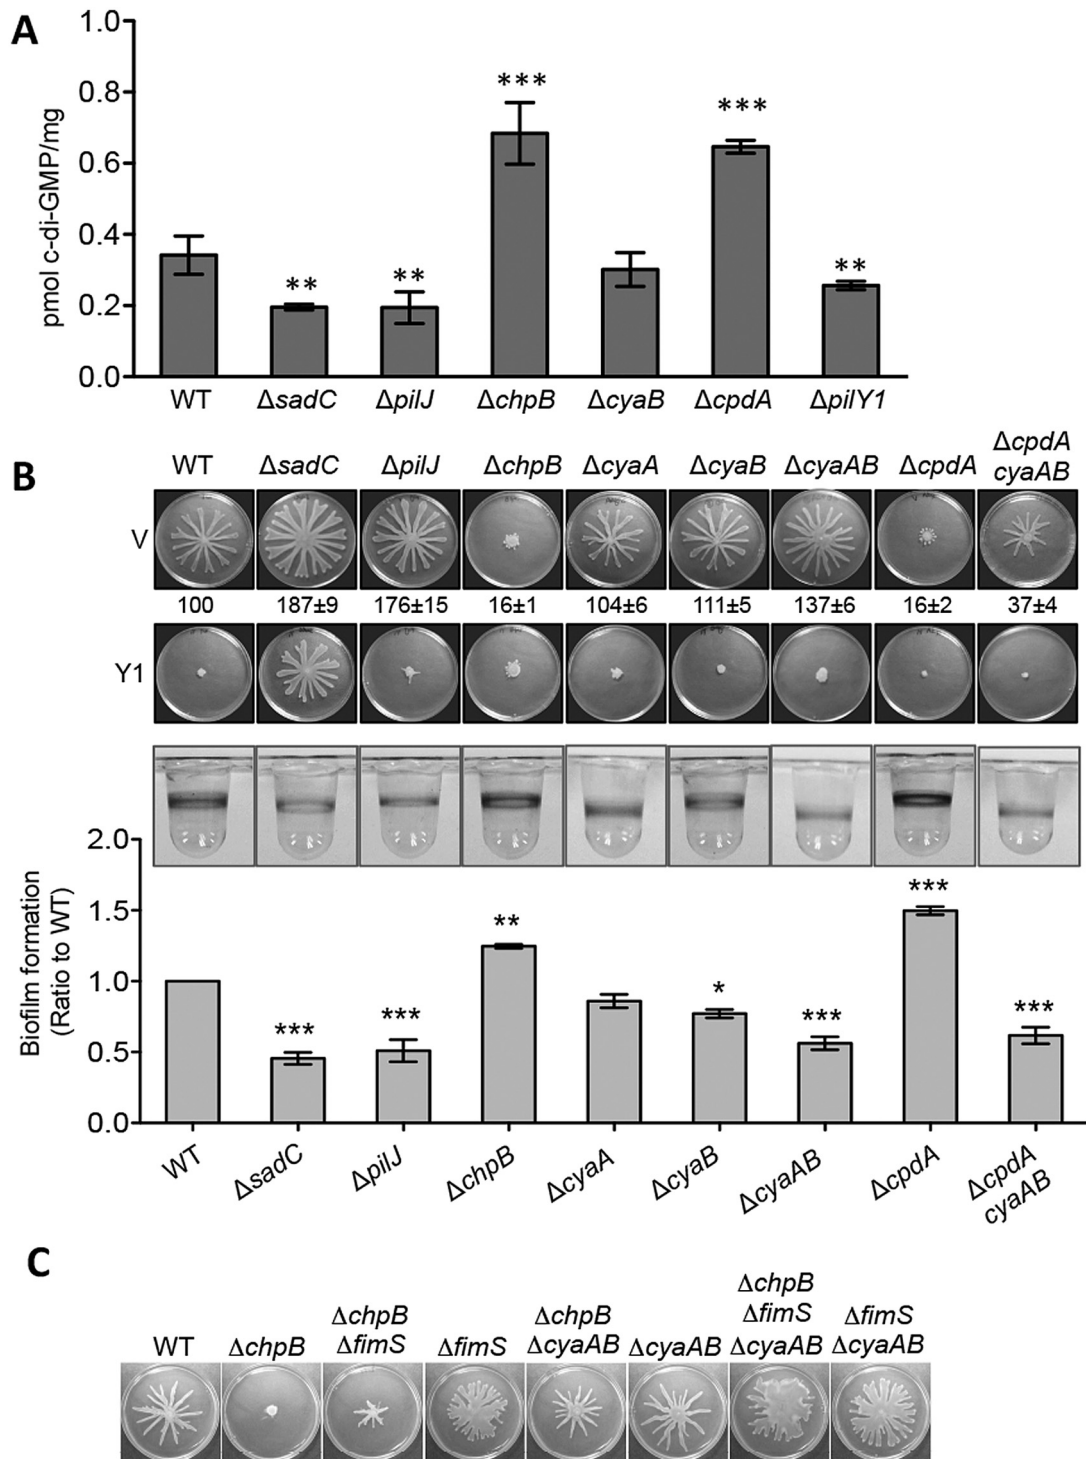 A
pmol c-di-GMP/mg
1.0
0.8
0.6
0.4
0.2
0.0
***
***
**
**
**
WT ΔsadC ΔpilJ ΔchpB ΔcyaB ΔcpdA ΔpilY1
B
WT ΔsadC ΔpilJ ΔchpB ΔcyaA ΔcyaB ΔcyaAB ΔcpdA ΔcpdA
cyaAB
V
100 187±9 176±15 16±1 104±6 111±5 137±6 16±2 37±4
Y1
Biofilm formation
(Ratio to WT)
2.0
1.5
1.0
0.5
0.0
***
***
**
*
***
***
***
WT
ΔsadC
ΔpilJ
ΔchpB
ΔcyaA
ΔcyaB
ΔcyaAB
ΔcpdA
ΔcpdA
cyaAB
C
WT
ΔchpB
ΔchpB
ΔfimS
ΔfimS
ΔchpB
ΔcyaAB
ΔcyaAB
ΔchpB
ΔfimS
ΔcyaAB
ΔfimS
ΔcyaAB